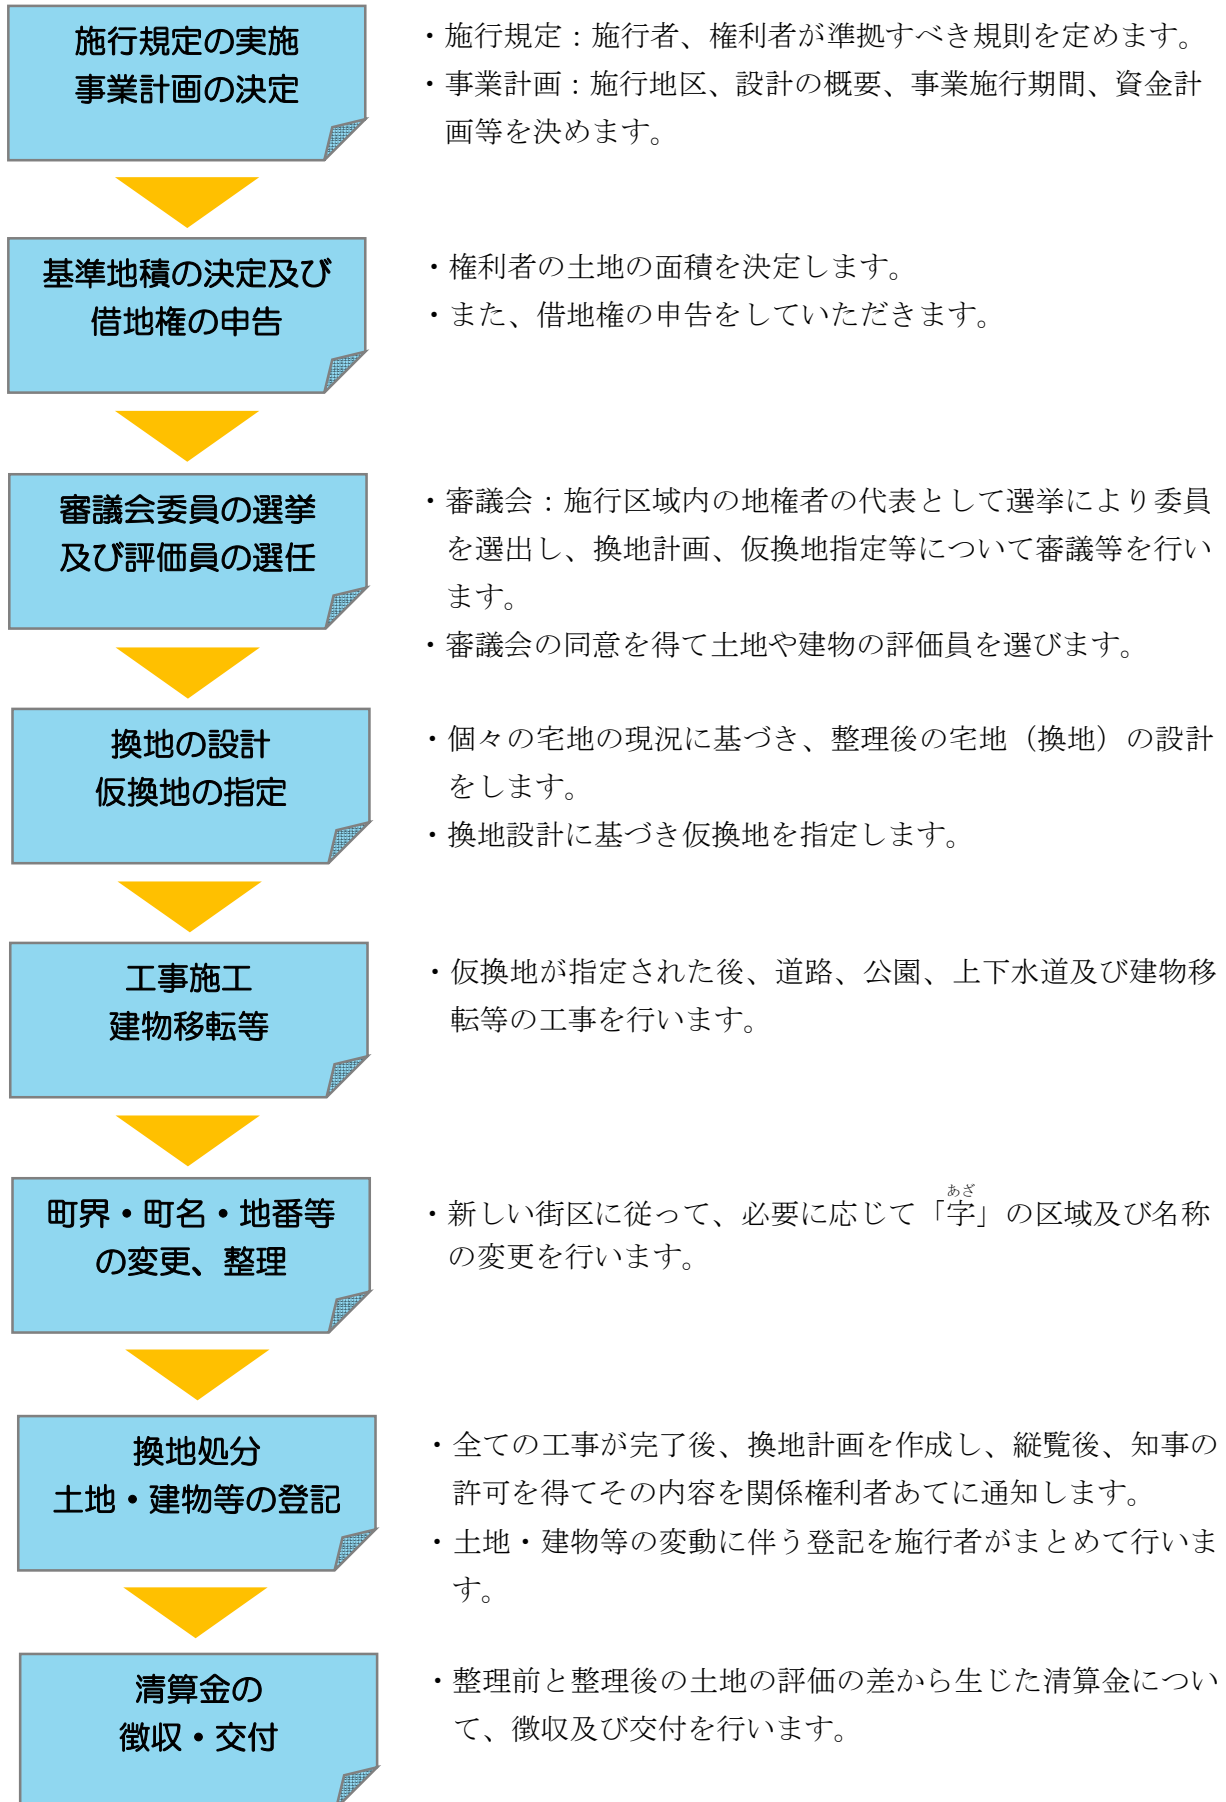 施行規定の実施
事業計画の決定
・施行規定：施行者、権利者が準拠すべき規則を定めます。
・事業計画：施行地区、設計の概要、事業施行期間、資金計
画等を決めます。
基準地積の決定及び
借地権の申告
・権利者の土地の面積を決定します。
・また、借地権の申告をしていただきます。
審議会委員の選挙
及び評価員の選任
・審議会：施行区域内の地権者の代表として選挙により委員
を選出し、換地計画、仮換地指定等について審議等を行い
ます。
・審議会の同意を得て土地や建物の評価員を選びます。
換地の設計
仮換地の指定
・個々の宅地の現況に基づき、整理後の宅地（換地）の設計
をします。
・換地設計に基づき仮換地を指定します。
工事施工
建物移転等
・仮換地が指定された後、道路、公園、上下水道及び建物移
転等の工事を行います。
町界・町名・地番等
の変更、整理
あざ
・新しい街区に従って、必要に応じて「字」の区域及び名称
の変更を行います。
換地処分
土地・建物等の登記
・全ての工事が完了後、換地計画を作成し、縦覧後、知事の
許可を得てその内容を関係権利者あてに通知します。
・土地・建物等の変動に伴う登記を施行者がまとめて行いま
す。
清算金の
徴収・交付
・整理前と整理後の土地の評価の差から生じた清算金につい
て、徴収及び交付を行います。